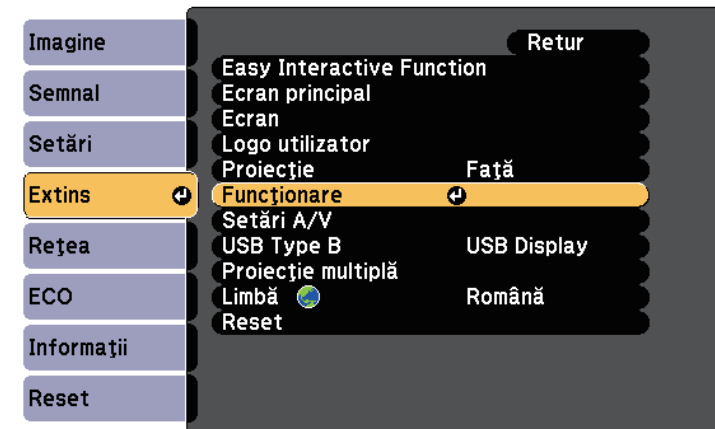 Imagine
Semnal
Setări
Extins
Reţea
ECO
Informaţii
Reset
Retur
Easy Interactive Function
Ecran principal
Ecran
Logo utilizator
Proiecţie Faţă
Funcţionare
Setări A/V
USB Type B USB Display
Proiecţie multiplă
Limbă Română
Reset